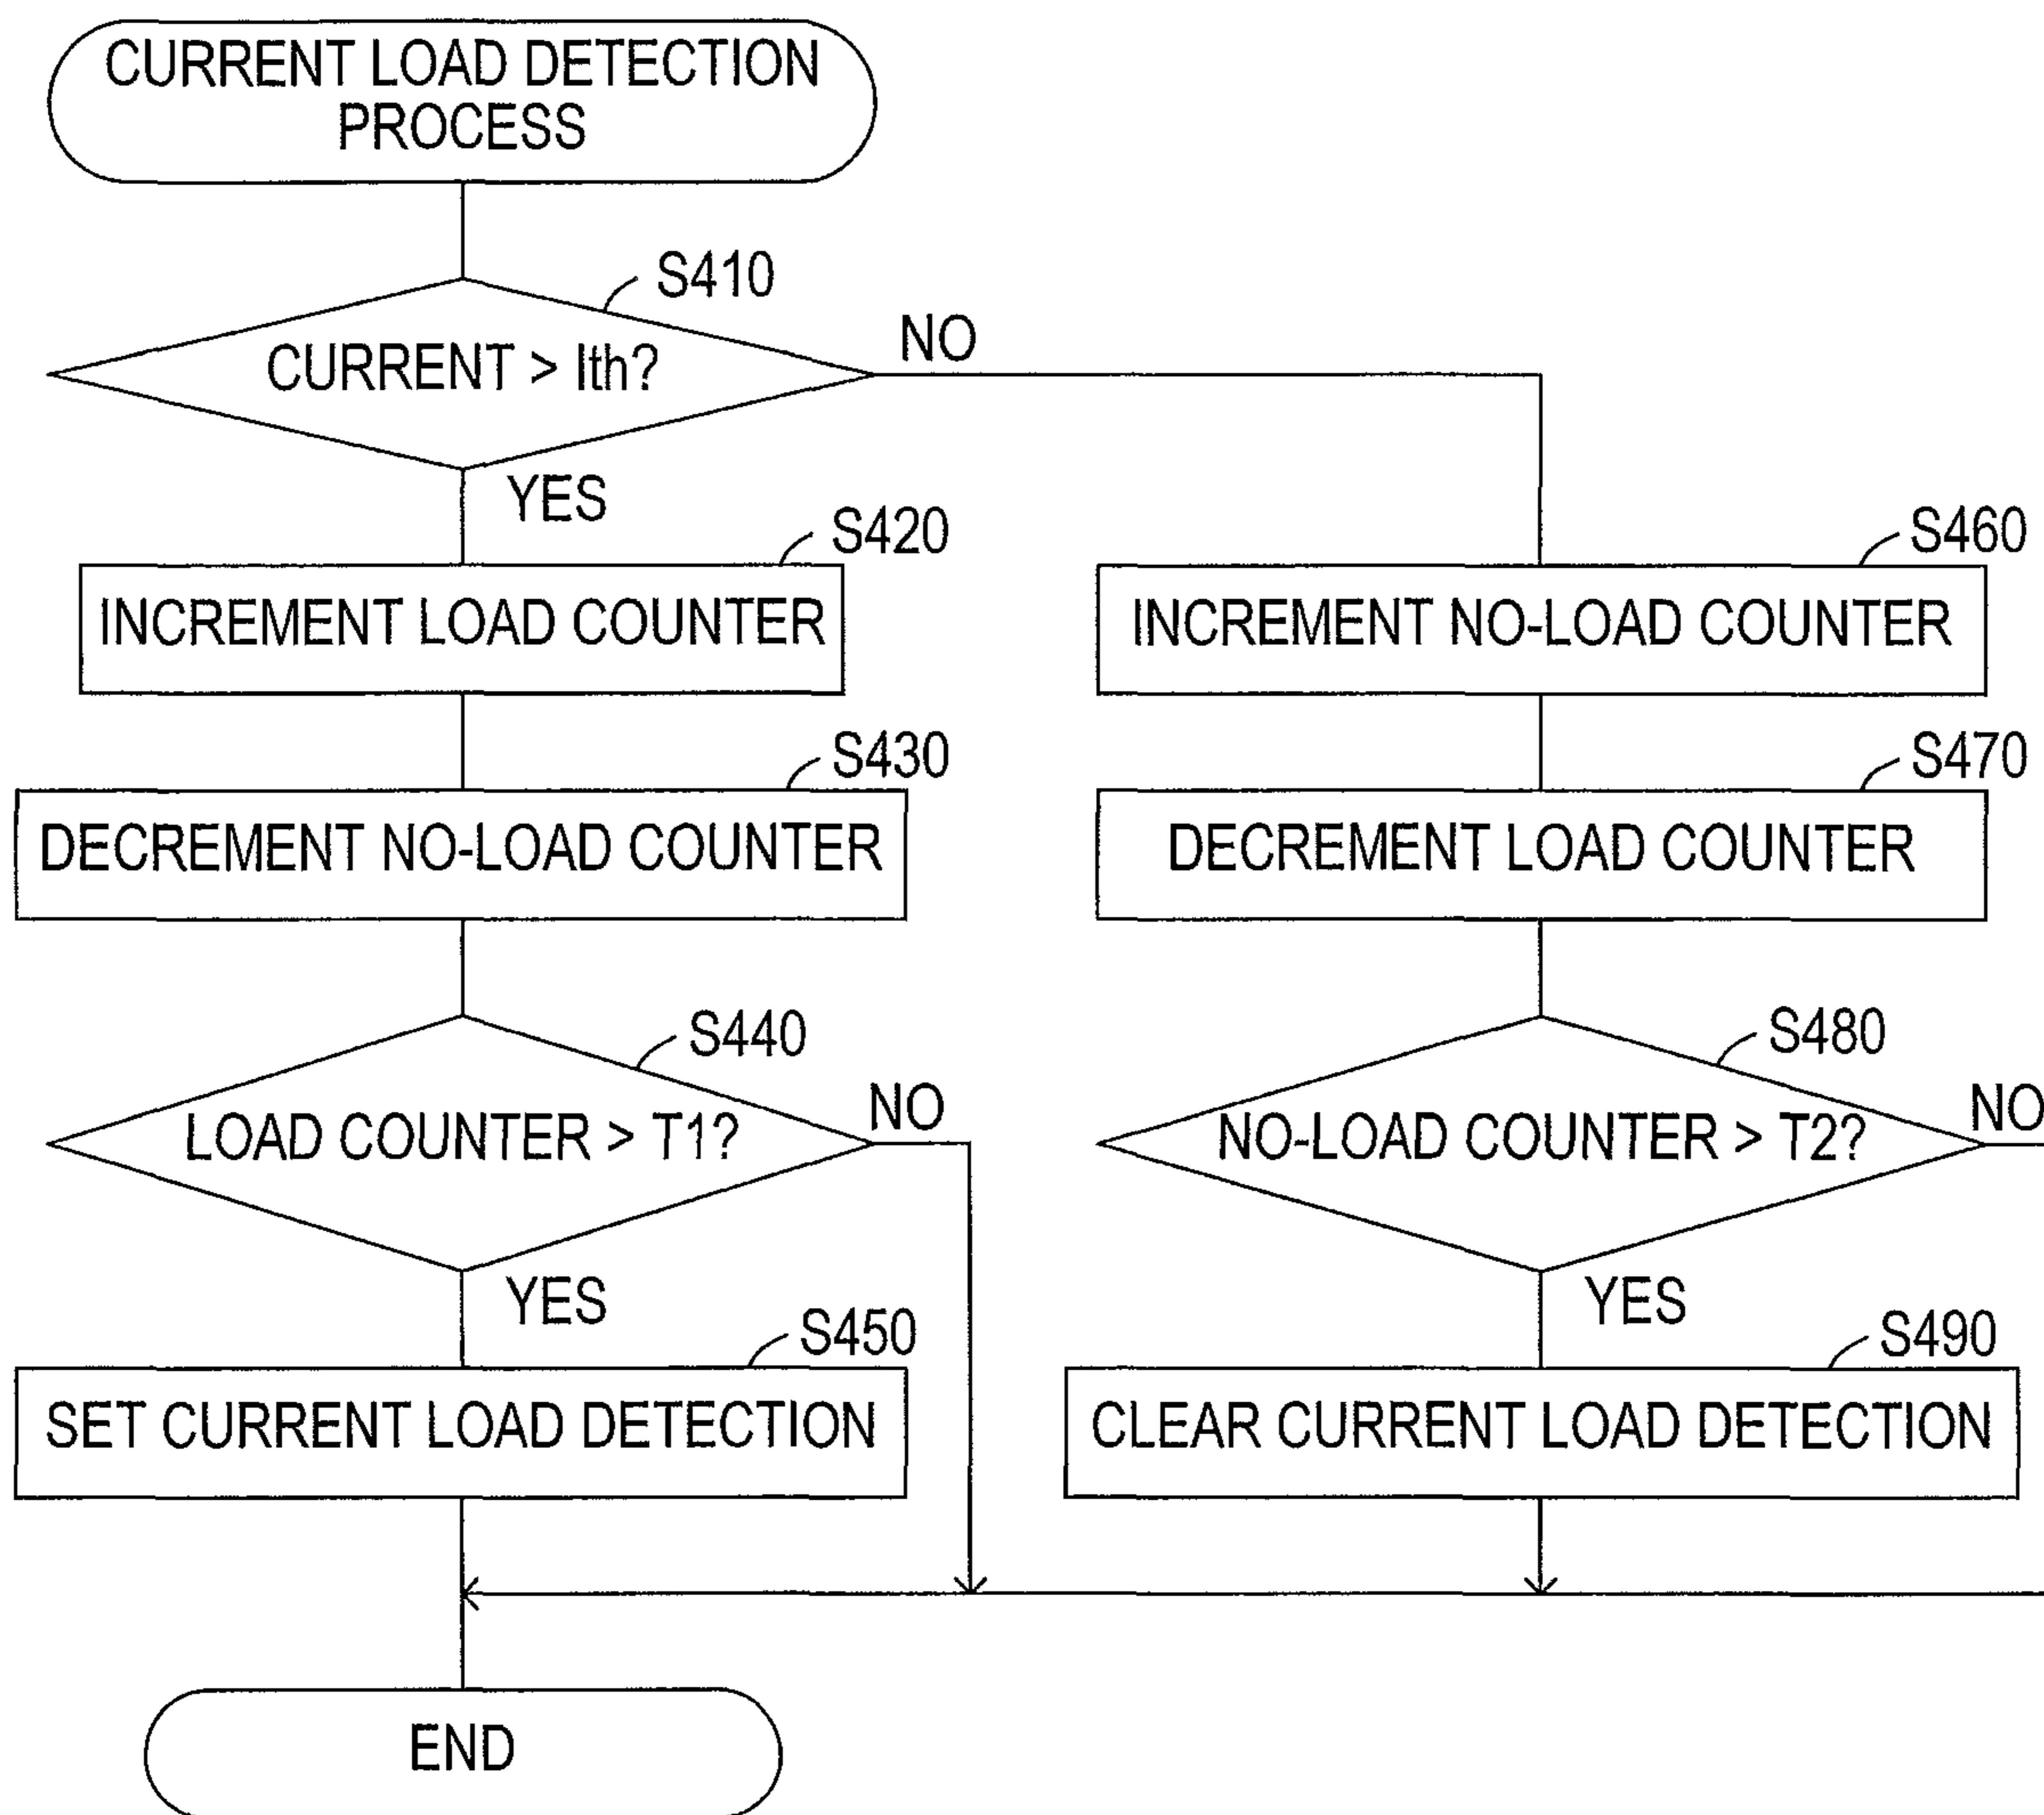 CURRENT LOAD DETECTION
PROCESS
S410
CURRENT > Ith?
NO
YES
S420
INCREMENT LOAD COUNTER
S430
DECREMENT NO-LOAD COUNTER
S440
LOAD COUNTER > T1?
NO
YES
S450
SET CURRENT LOAD DETECTION
S460
INCREMENT NO-LOAD COUNTER
S470
DECREMENT LOAD COUNTER
S480
NO-LOAD COUNTER > T2?
NO
YES
S490
CLEAR CURRENT LOAD DETECTION
END